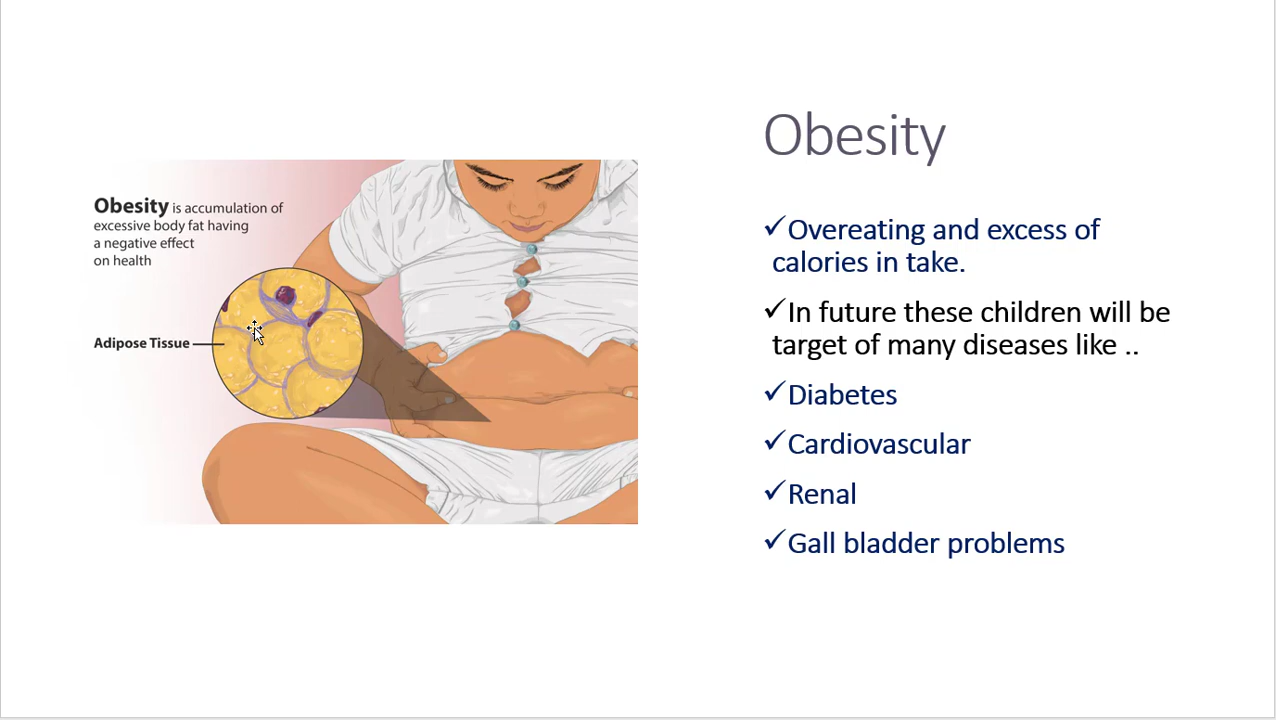 Obesity
Obesity is accumulation of
excessive body fat having
a negative effect
on health
Adipose Tissue
✓Overeating and excess of
calories in take.
✓In future these children will be
target of many diseases like ..
✓Diabetes
✓Cardiovascular
✓Renal
✓Gall bladder problems